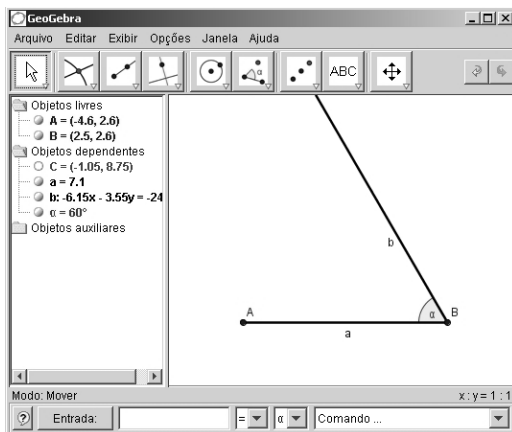 GeoGebra
Arquivo Editar Exibir Opções Janela Ajuda
α ABC
Objetos livres
A = (-4.6, 2.6)
B = (2.5, 2.6)
Objetos dependentes
C = (-1.05, 8.75)
a = 7.1
b: -6.15x - 3.55y = -24
α = 60°
Objetos auxiliares
b
A
α
B
a
Modo: Mover x : y = 1 : 1
? Entrada: = α Comando ...